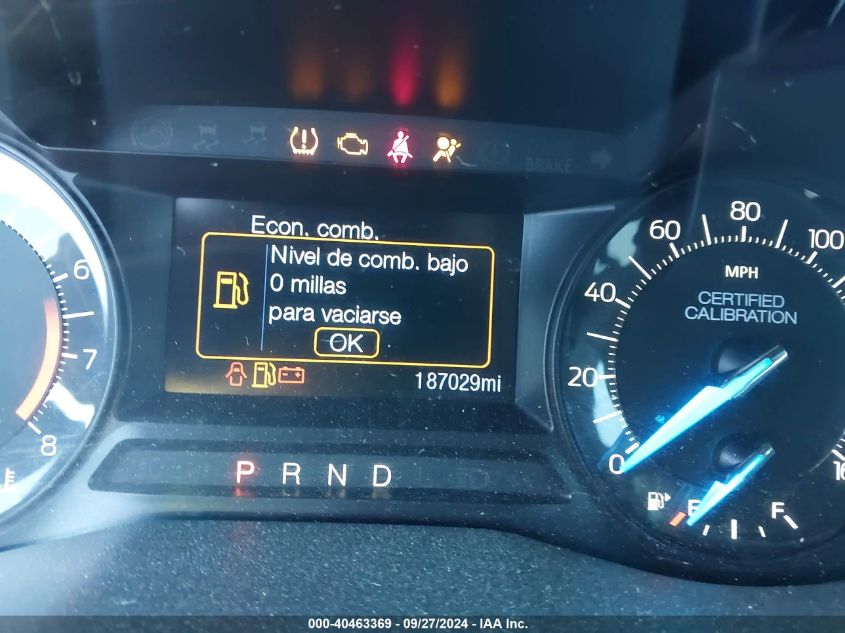 BRAKE
Econ. comb.
Nivel de comb. bajo
0 millas
para vaciarse
OK
187029mi
6
7
8
P R N D
0
20
40
60
80
100
MPH
CERTIFIED
CALIBRATION
E
F
000-40463369 - 09/27/2024 - IAA Inc.